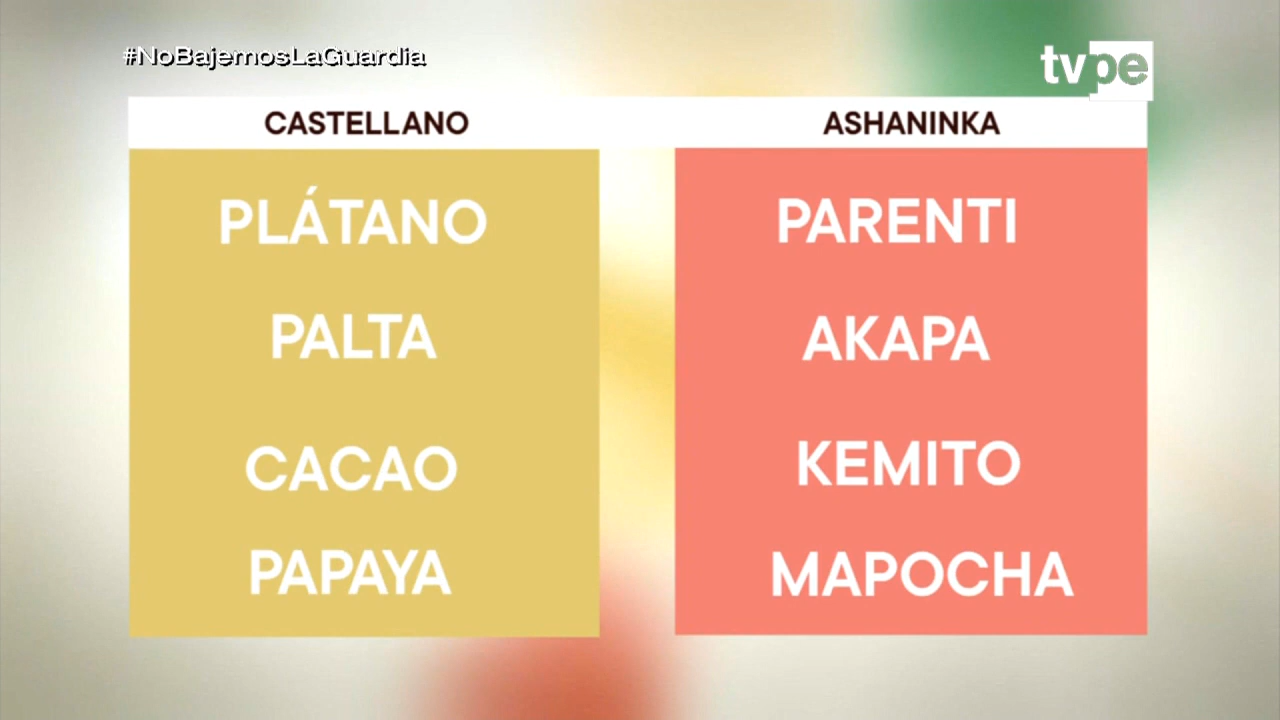 #NoBajemosLaGuardia
tvpe
CASTELLANO ASHANINKA
PLÁTANO PARENTI
PALTA AKAPA
CACAO KEMITO
PAPAYA MAPOCHA